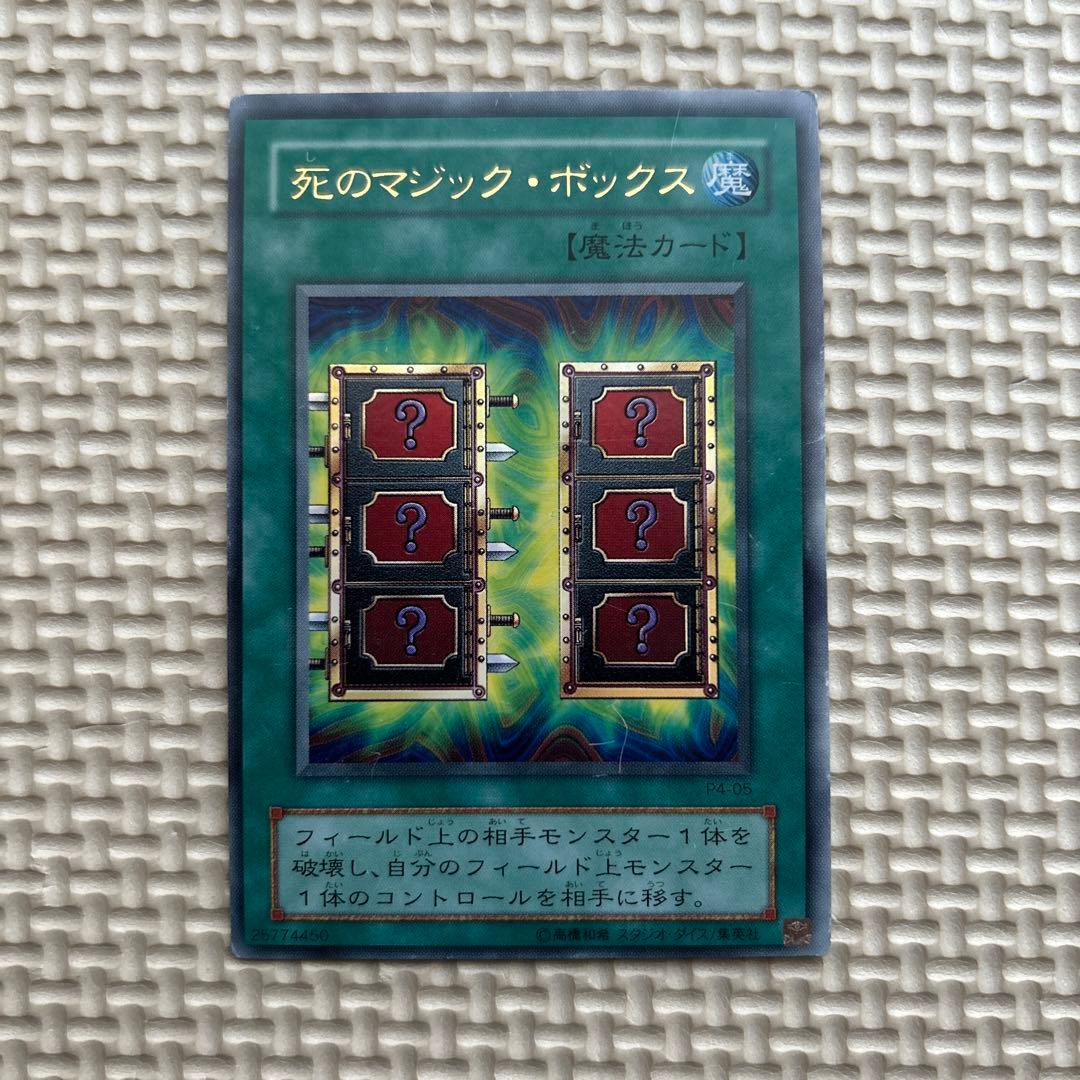 死のマジック・ボックス 魔
【魔法カード】
?
?
?
?
?
?
P4-05
フィールド上の相手モンスター1体を
破壊し、自分のフィールド上モンスター
1体のコントロールを相手に移す。
25774450 ©高橋和希 スタジオ・ダイス/集英社